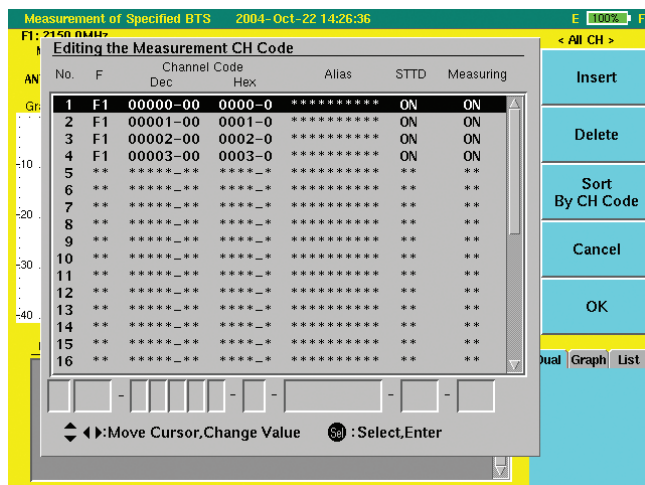 Measurement of Specified BTS 2004-Oct-22 14:26:36 E 100% F
F1: 2150.0MHz
< All CH >
Editing the Measurement CH Code
No. F Channel Code Alias STTD Measuring
Dec Hex
1 F1 00000-00 0000-0 ********** ON ON
2 F1 00001-00 0001-0 ********** ON ON
3 F1 00002-00 0002-0 ********** ON ON
4 F1 00003-00 0003-0 ********** ON ON
5 ** *****-** ****-* ********** ** **
6 ** *****-** ****-* ********** ** **
7 ** *****-** ****-* ********** ** **
8 ** *****-** ****-* ********** ** **
9 ** *****-** ****-* ********** ** **
10 ** *****-** ****-* ********** ** **
11 ** *****-** ****-* ********** ** **
12 ** *****-** ****-* ********** ** **
13 ** *****-** ****-* ********** ** **
14 ** *****-** ****-* ********** ** **
15 ** *****-** ****-* ********** ** **
16 ** *****-** ****-* ********** ** **
- - - - -
:Move Cursor,Change Value Sel :Select,Enter
AN
Gr
-10
-20
-30
-40
Insert
Delete
Sort
By CH Code
Cancel
OK
Dual Graph List